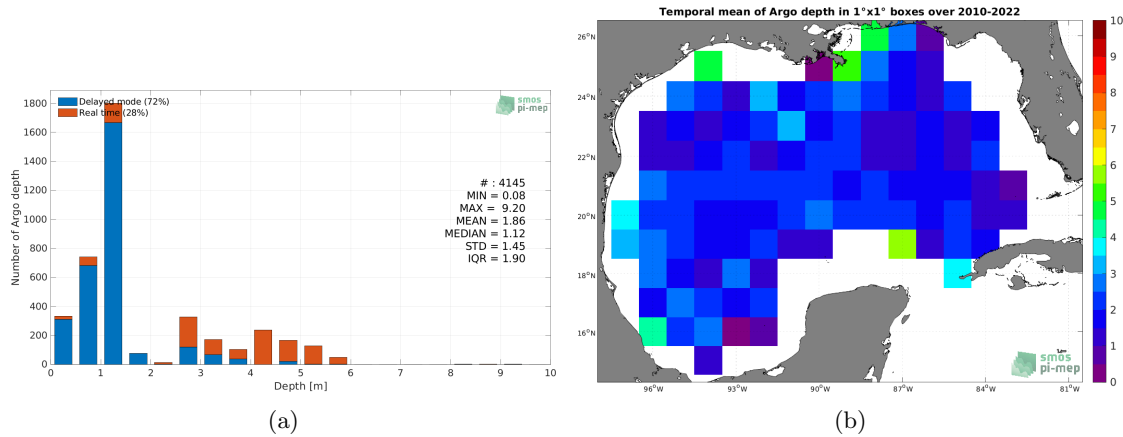 Delayed mode (72%)
Real time (28%)
smos
pi-mep
# : 4145
MIN = 0.08
MAX = 9.20
MEAN = 1.86
MEDIAN = 1.12
STD = 1.45
IQR = 1.90
Number of Argo depth
1800
1600
1400
1200
1000
800
600
400
200
0
0 1 2 3 4 5 6 7 8 9 10
Depth [m]
(a)
Temporal mean of Argo depth in 1°x1° boxes over 2010-2022
26°N
24°N
22°N
20°N
18°N
16°N
96°W 93°W 90°W 87°W 84°W 81°W
smos
pi-mep
10
9
8
7
6
5
4
3
2
1
0
(b)